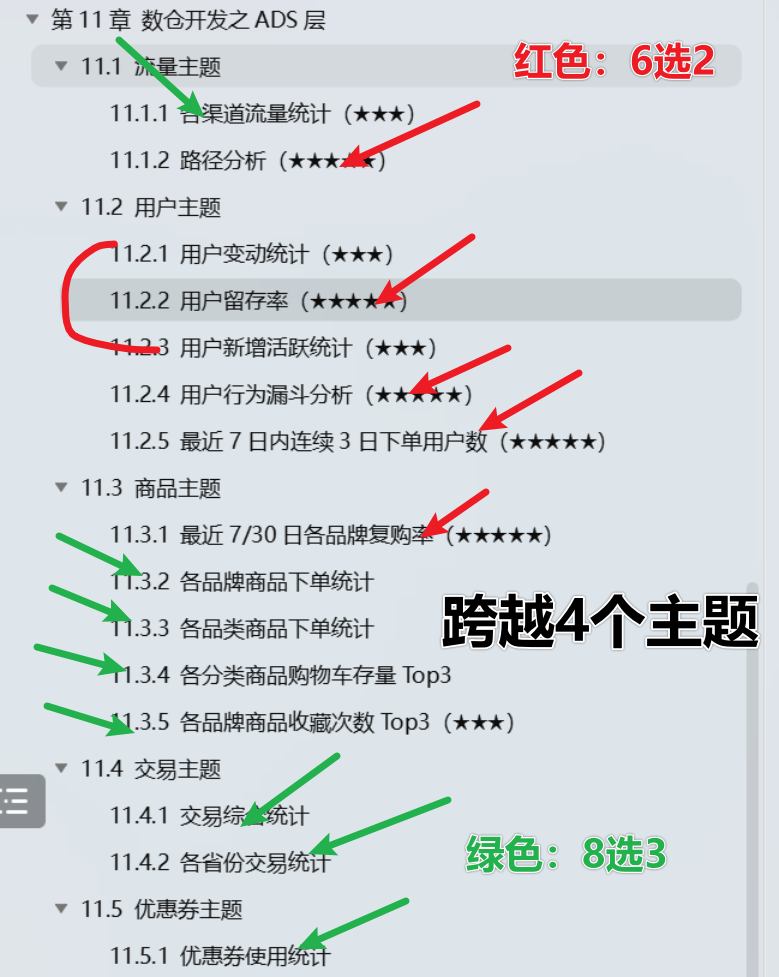 第 11 章 数仓开发之 ADS 层
11.1 流量主题
红色：6选2
11.1.1 各渠道流量统计（★★★）
11.1.2 路径分析（★★★★★）
11.2 用户主题
11.2.1 用户变动统计（★★★）
11.2.2 用户留存率（★★★★★）
11.2.3 用户新增活跃统计（★★★）
11.2.4 用户行为漏斗分析（★★★★★）
11.2.5 最近 7 日内连续 3 日下单用户数（★★★★★）
11.3 商品主题
11.3.1 最近 7/30 日各品牌复购率（★★★★★）
11.3.2 各品牌商品下单统计
11.3.3 各品类商品下单统计
跨越4个主题
11.3.4 各分类商品购物车存量 Top3
11.3.5 各品牌商品收藏次数 Top3（★★★）
11.4 交易主题
11.4.1 交易综合统计
11.4.2 各省份交易统计
绿色：8选3
11.5 优惠券主题
11.5.1 优惠券使用统计